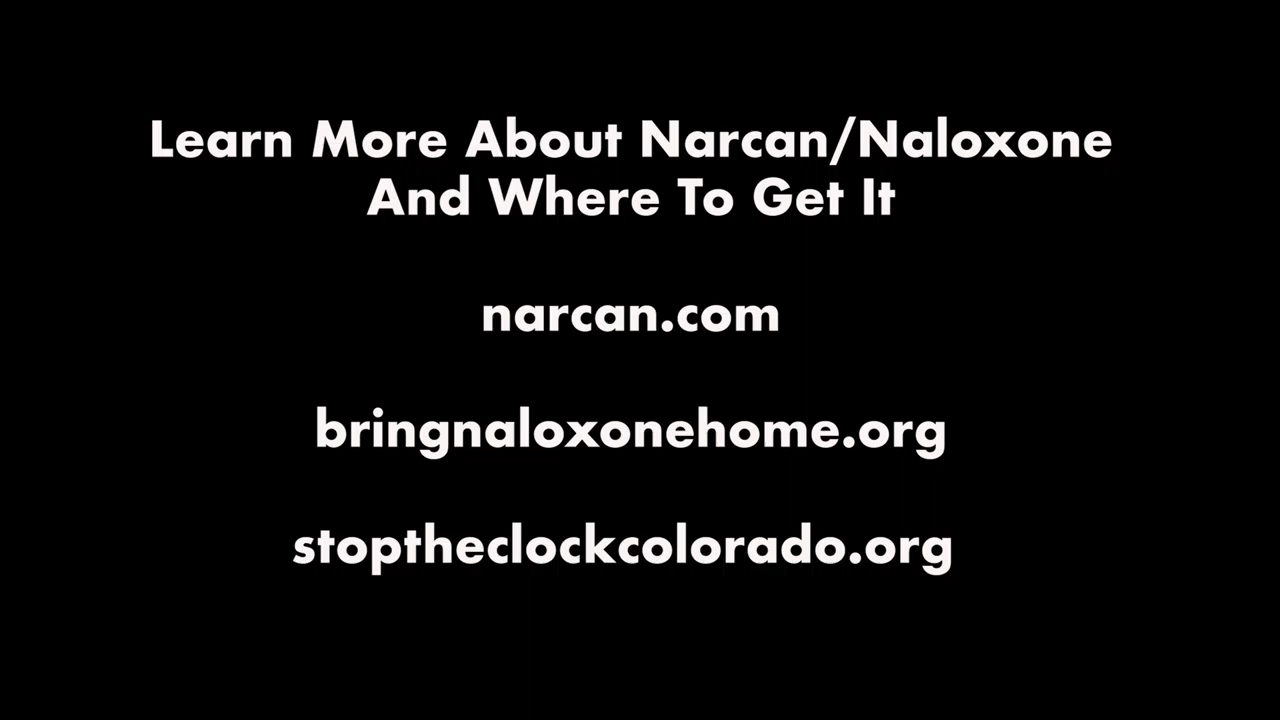 Learn More About Narcan/Naloxone
And Where To Get It
narcan.com
bringnaloxonehome.org
stoptheclockcolorado.org